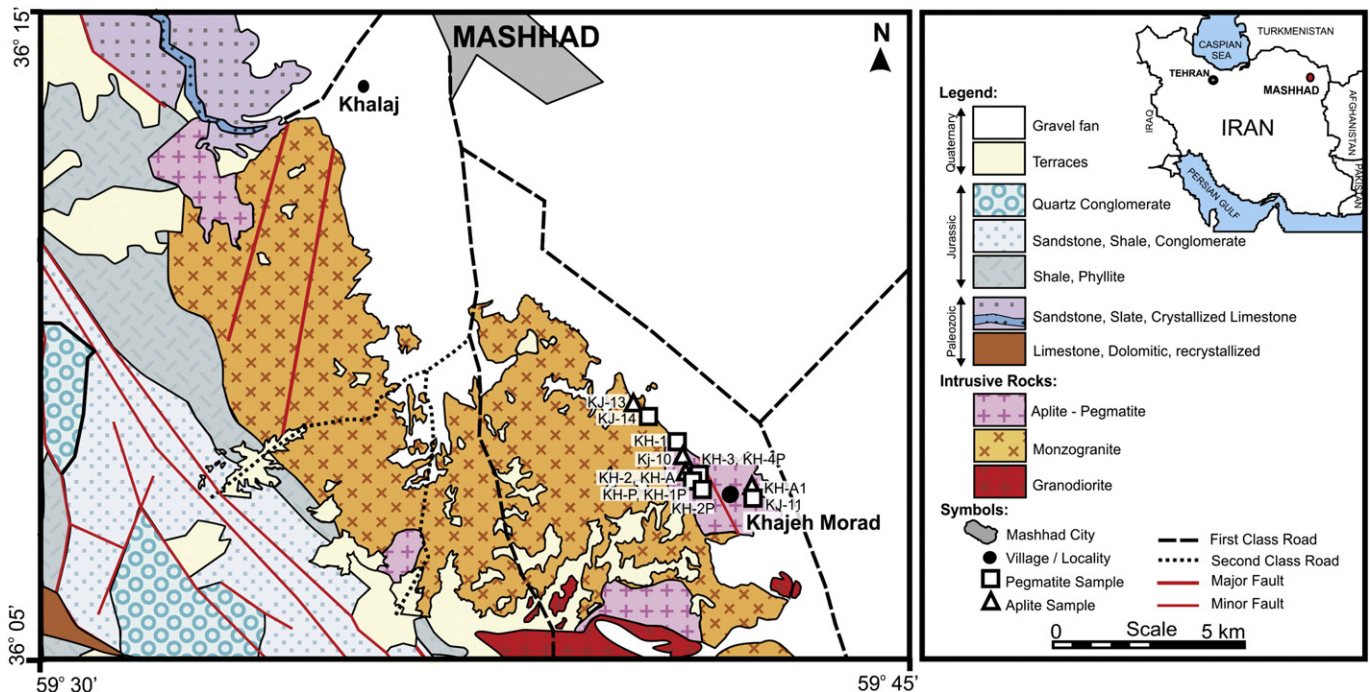 36° 15'
MASHHAD
N
Khalaj
KJ-13
KJ-14
KH-1
Kj-10
KH-3, KH-4P
KH-2, KH-A
KH-P, KH-1P
KH-2P
KH-A1
KJ-11
Khajeh Morad
36° 05'
59° 30'
59° 45'
CASPIAN
SEA
TURKMENISTAN
TEHRAN
MASHHAD
IRAQ
IRAN
AFGHANISTAN
PAKISTAN
PERSIAN GULF
Legend:
Quaternary
Gravel fan
Terraces
Jurassic
Quartz Conglomerate
Sandstone, Shale, Conglomerate
Shale, Phyllite
Paleozoic
Sandstone, Slate, Crystallized Limestone
Limestone, Dolomitic, recrystallized
Intrusive Rocks:
Aplite - Pegmatite
Monzogranite
Granodiorite
Symbols:
Mashhad City
Village / Locality
Pegmatite Sample
Aplite Sample
First Class Road
Second Class Road
Major Fault
Minor Fault
0 Scale 5 km